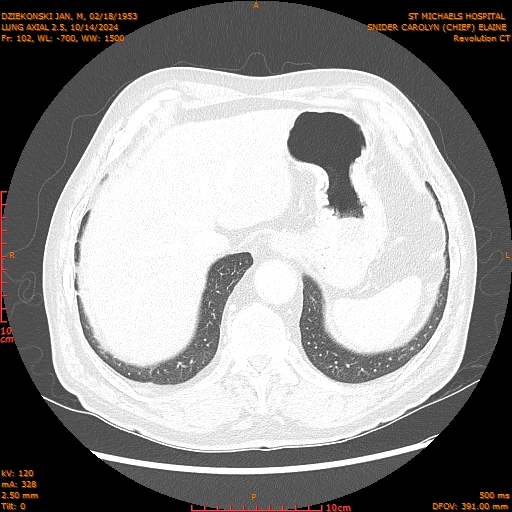 DZIEKONSKI JAN, M, 02/18/1953
LUNG AXIAL 2.5, 10/14/2024
Fr: 102, WL: -700, WW: 1500
A
ST MICHAELS HOSPITAL
SNIDER CAROLYN (CHIEF) ELAINE
Revolution CT
R
L
10
cm
kV: 120
mA: 328
2.50 mm
Tilt: 0
P
10cm
500 ms
DFOV: 391.00 mm